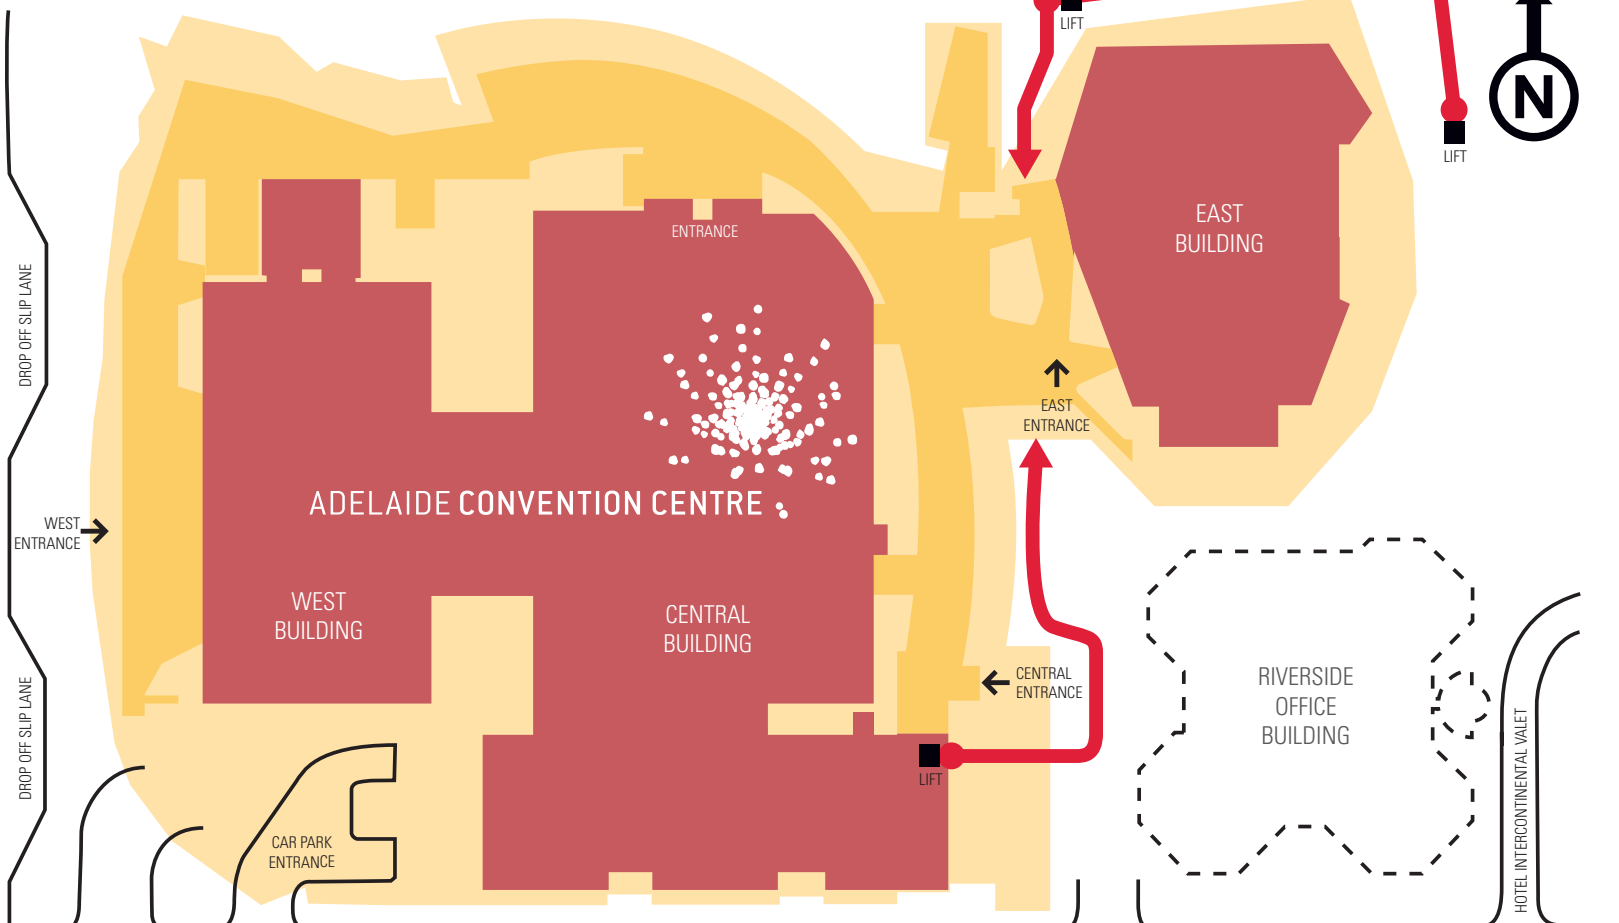 LIFT
N
LIFT
EAST
BUILDING
ENTRANCE
DROP OFF SLIP LANE
EAST
ENTRANCE
ADELAIDE CONVENTION CENTRE
WEST
ENTRANCE
WEST
BUILDING
CENTRAL
BUILDING
CENTRAL
ENTRANCE
RIVERSIDE
OFFICE
BUILDING
DROP OFF SLIP LANE
LIFT
HOTEL INTERCONTINENTAL VALET
CAR PARK
ENTRANCE